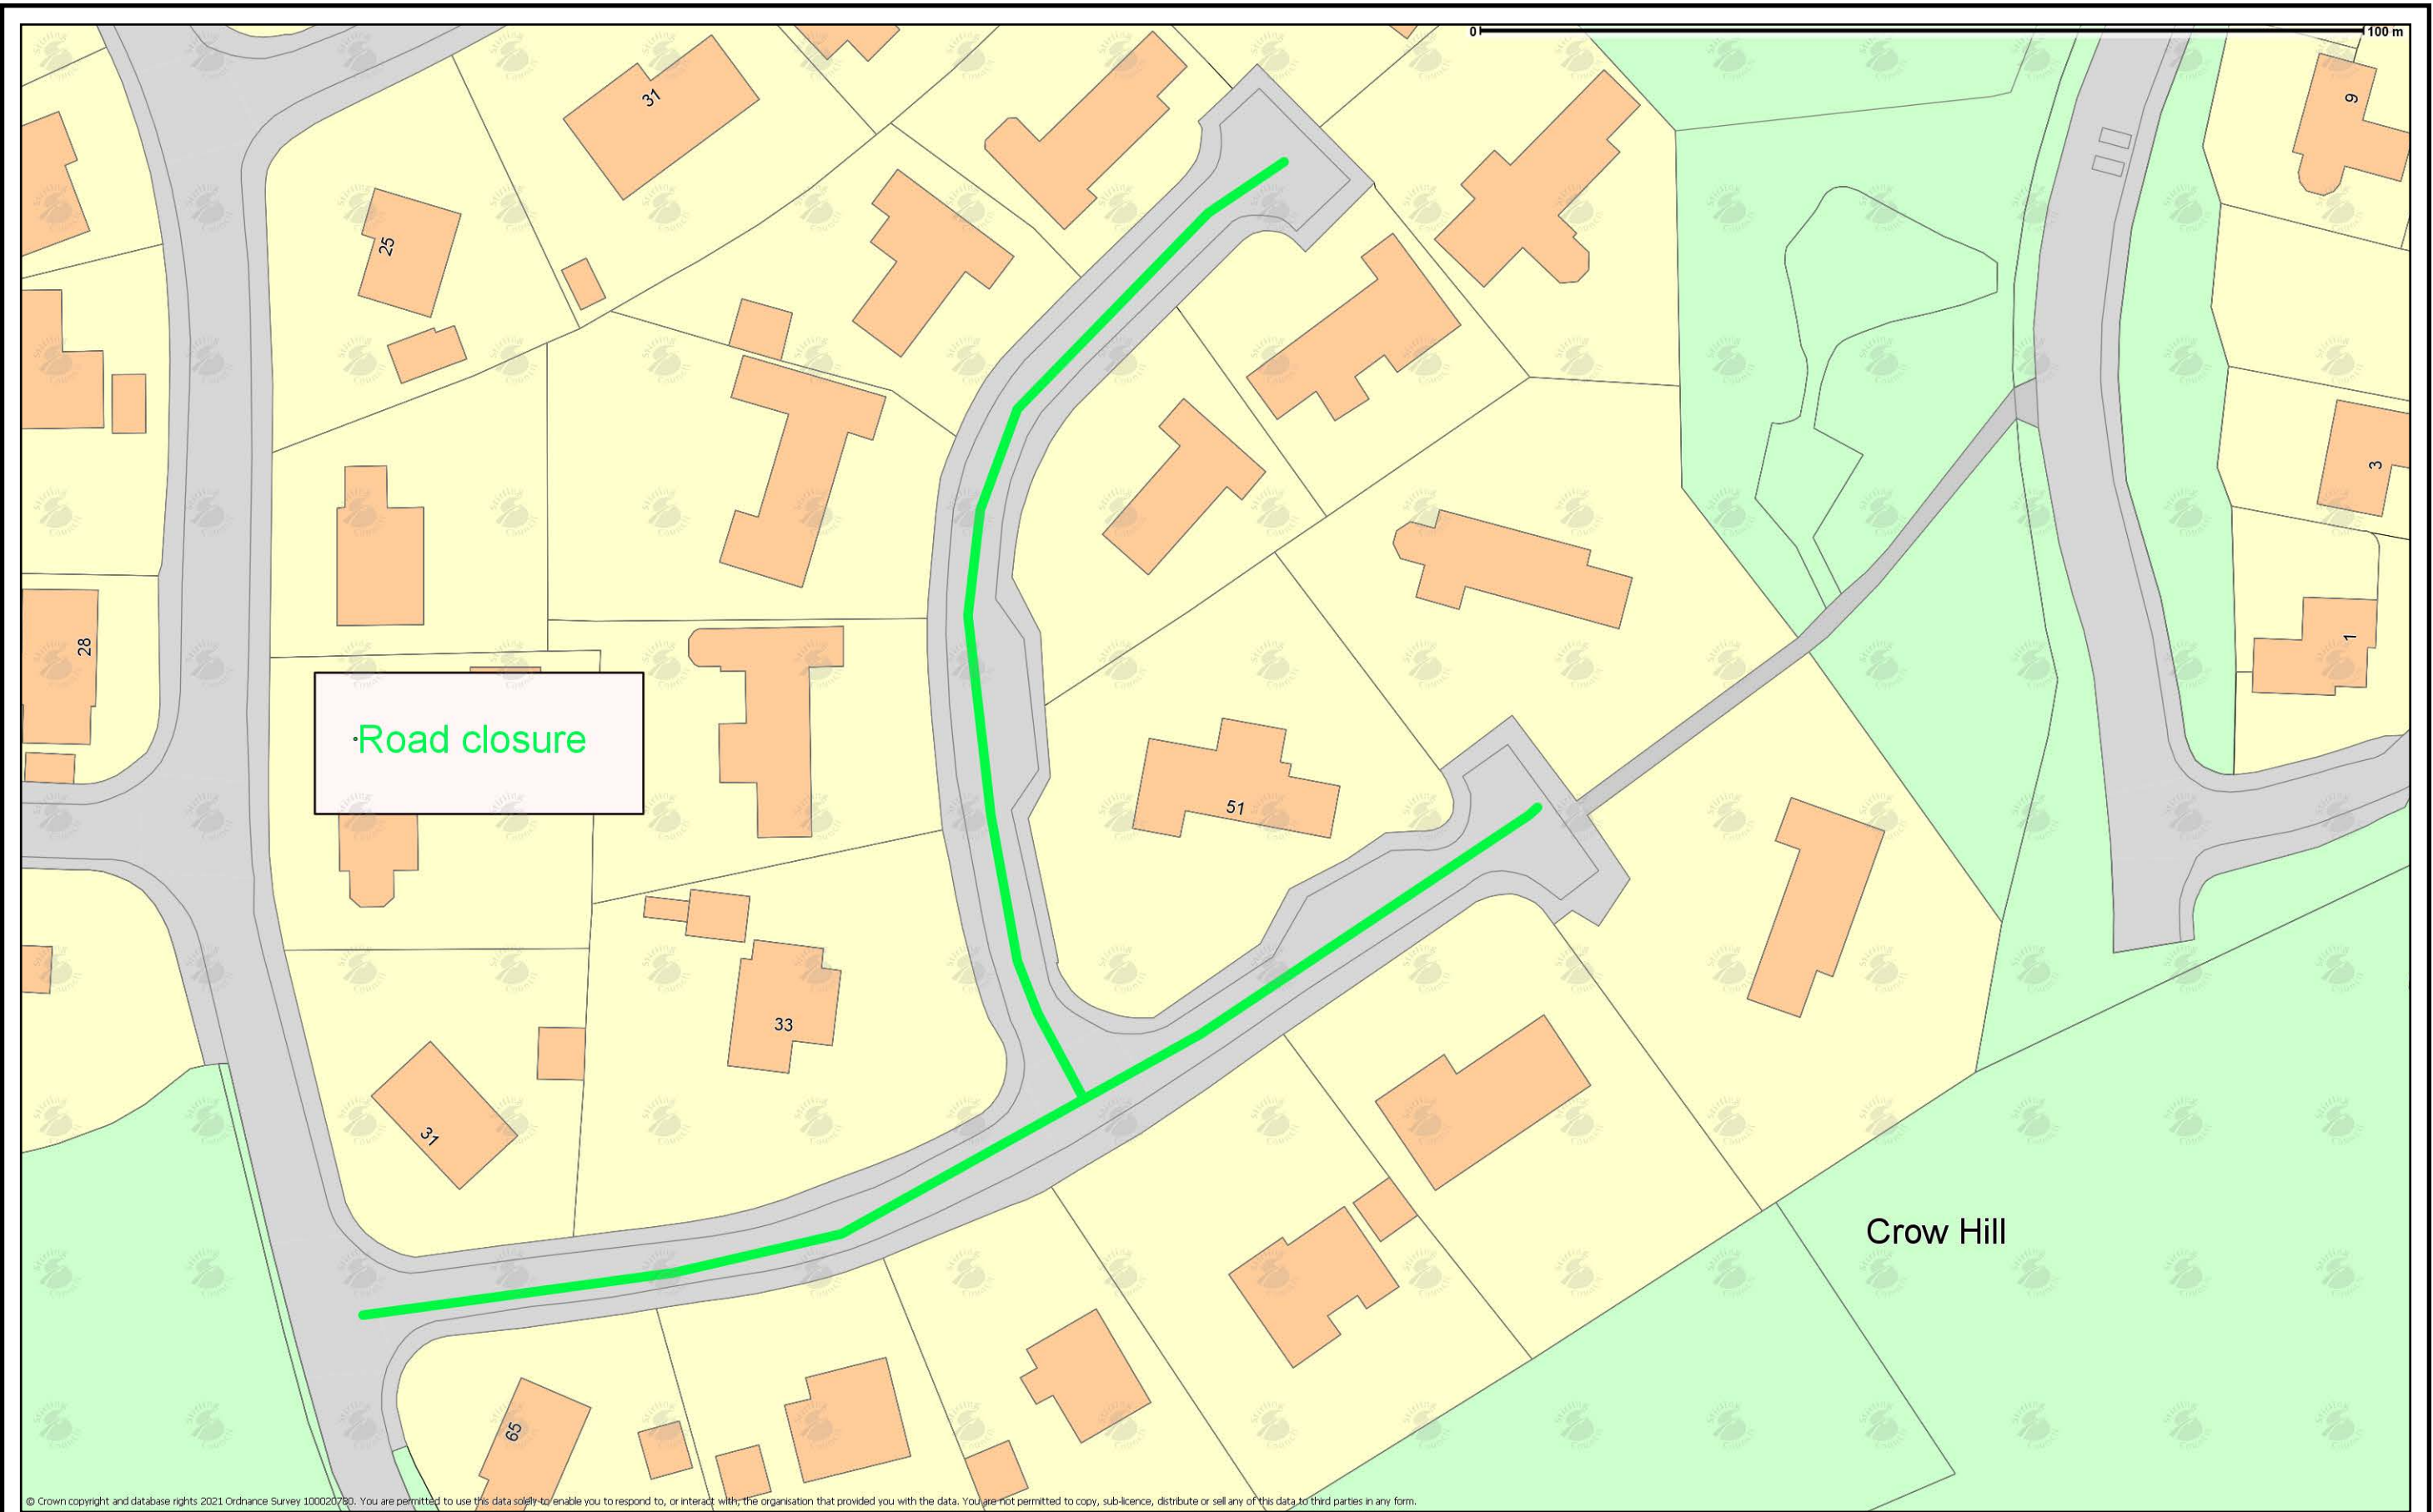 0 100 m
31
9
25
3
28
1
Road closure
51
33
31
Crow Hill
65
© Crown copyright and database rights 2021 Ordnance Survey 100020780. You are permitted to use this data solely to enable you to respond to, or interact with, the organisation that provided you with the data. You are not permitted to copy, sub-licence, distribute or sell any of this data to third parties in any form.
Stirling Council